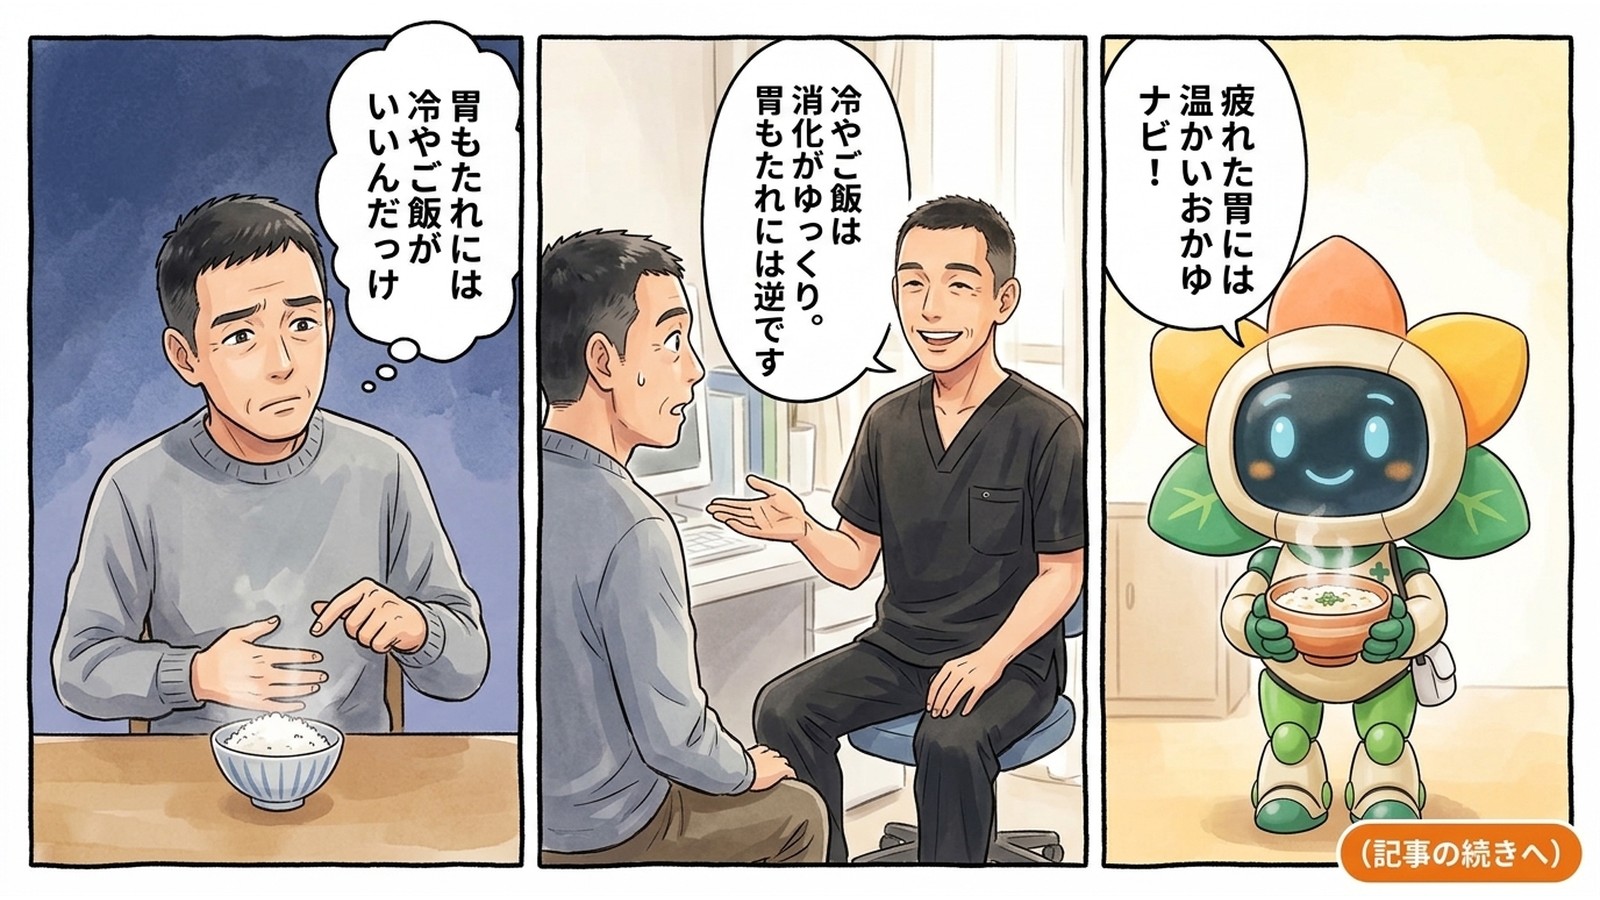 胃もたれには
冷やご飯が
いいんだっけ
冷やご飯は
消化がゆっくり。
胃もたれには逆です
疲れた胃には
温かいおかゆ
ナビ！
（記事の続きへ）